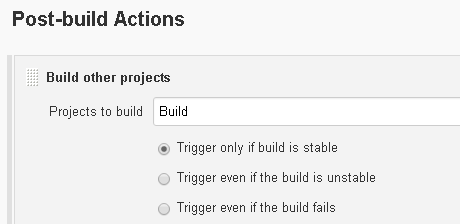 Post-build Actions
Build other projects
Projects to build Build
Trigger only if build is stable
Trigger even if the build is unstable
Trigger even if the build fails